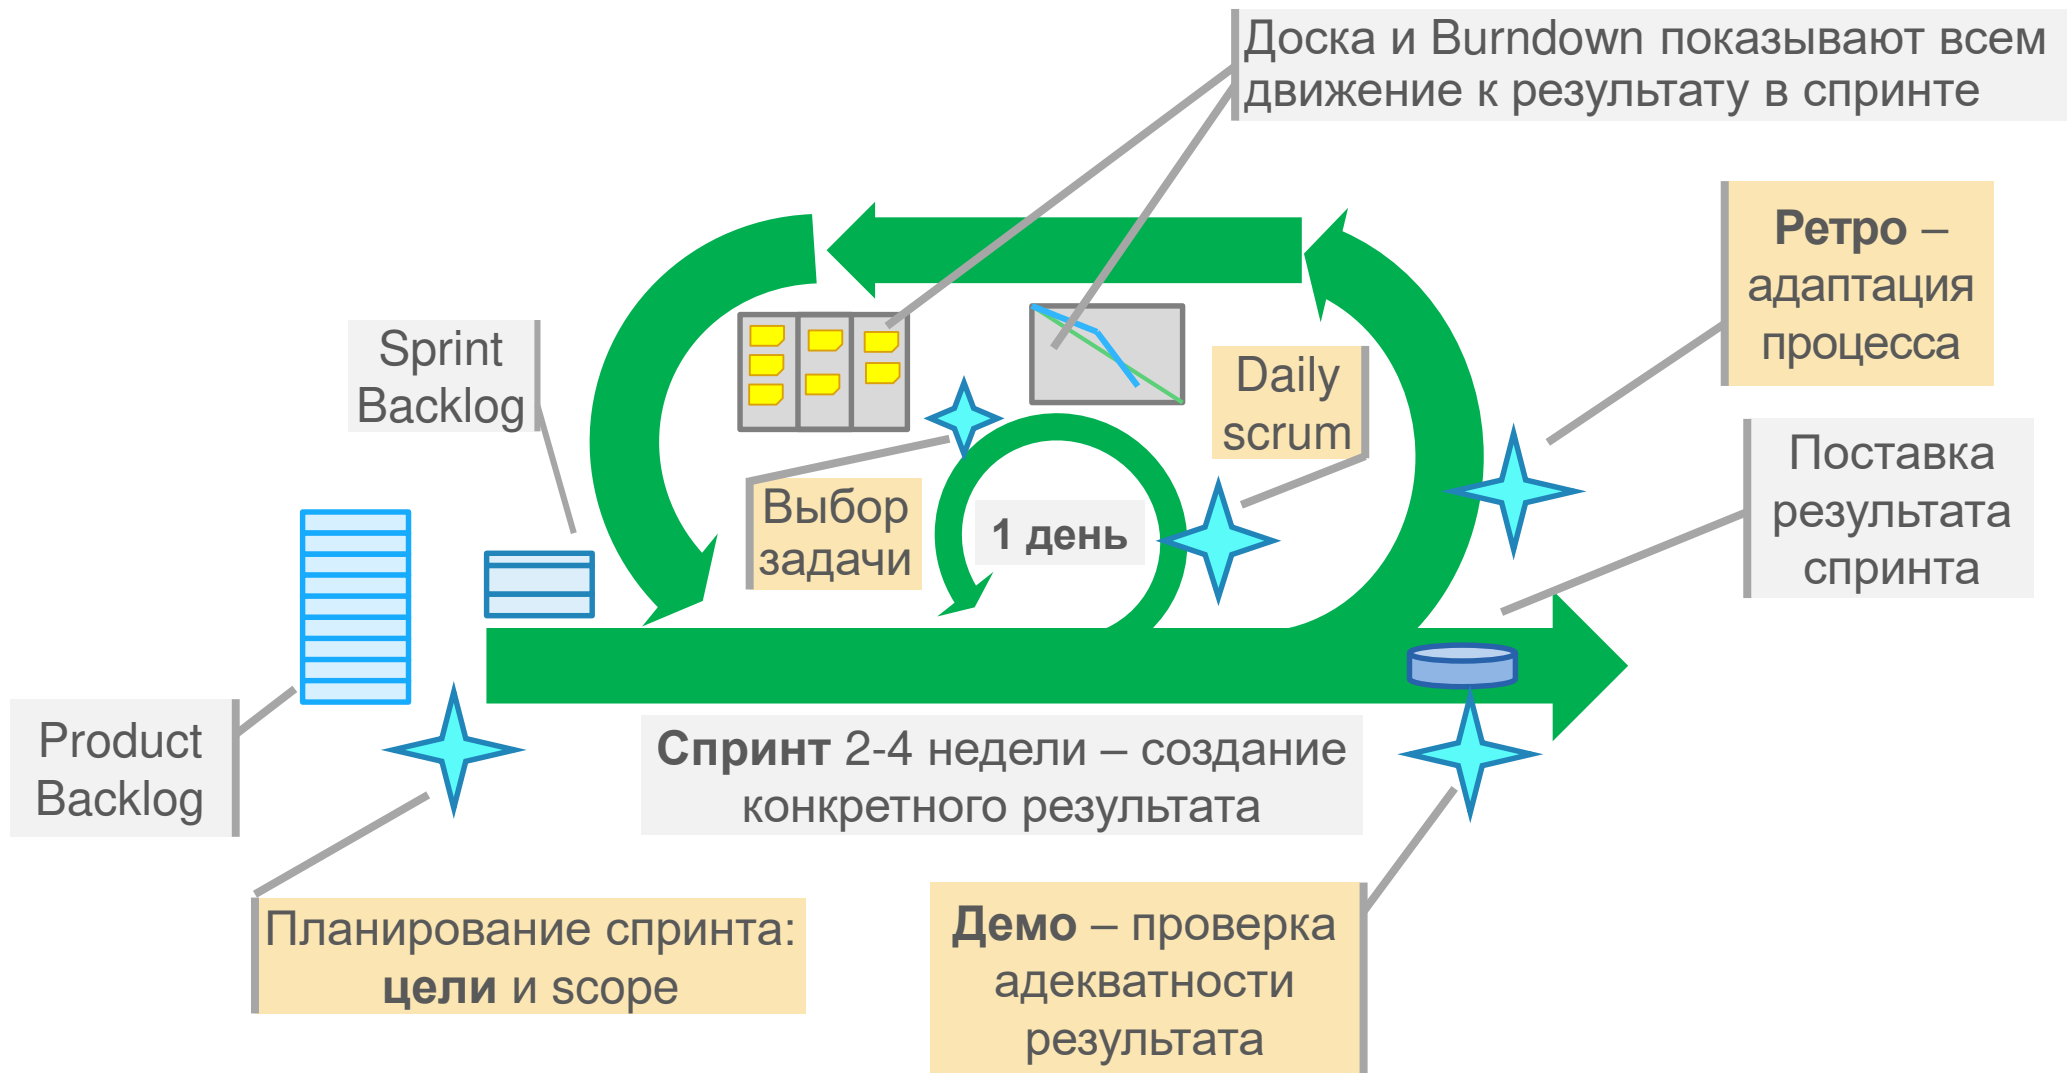 Доска и Burndown показывают всем
движение к результату в спринте
Ретро –
адаптация
процесса
Sprint
Backlog
Daily
scrum
Поставка
результата
спринта
Выбор
задачи
1 день
Product
Backlog
Спринт 2-4 недели – создание
конкретного результата
Планирование спринта:
цели и scope
Демо – проверка
адекватности
результата